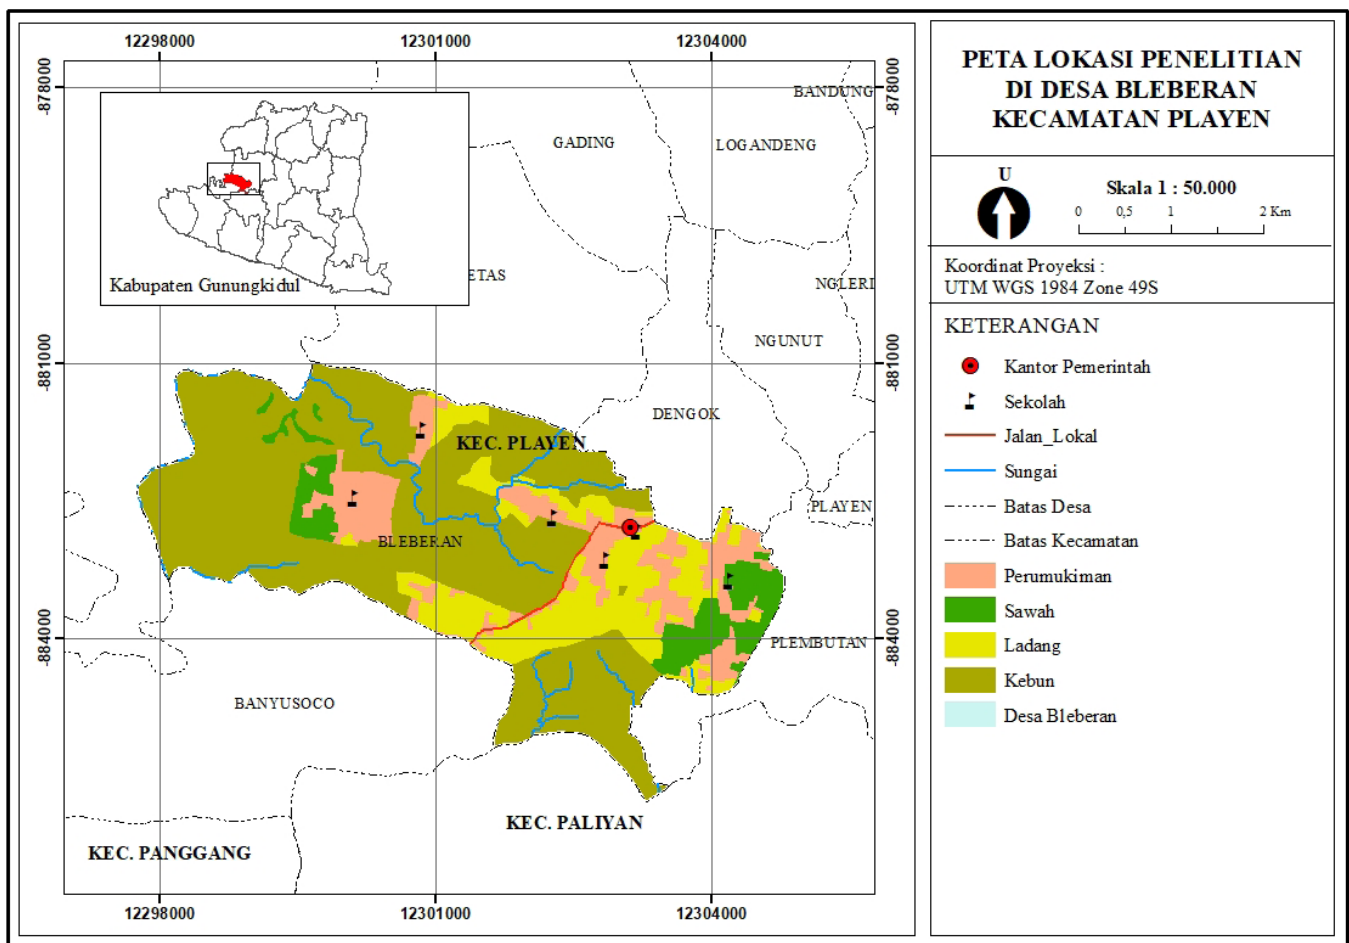 12298000
12301000
12304000
-878000
-878000
BANDUNG
GADING
LOGANDENG
ETAS
NGLERI
Kabupaten Gunungkidul
NGUNUT
-881000
-881000
DENGOK
KEC. PLAYEN
PLAYEN
BLEBERAN
-884000
-884000
PLEMBUTAN
BANYUSOCO
KEC. PALIYAN
KEC. PANGGANG
12298000
12301000
12304000
PETA LOKASI PENELITIAN
DI DESA BLEBERAN
KECAMATAN PLAYEN
U
Skala 1 : 50.000
0 0,5 1 2 Km
Koordinat Proyeksi :
UTM WGS 1984 Zone 49S
KETERANGAN
Kantor Pemerintah
Sekolah
Jalan_Lokal
Sungai
Batas Desa
Batas Kecamatan
Perumukiman
Sawah
Ladang
Kebun
Desa Bleberan